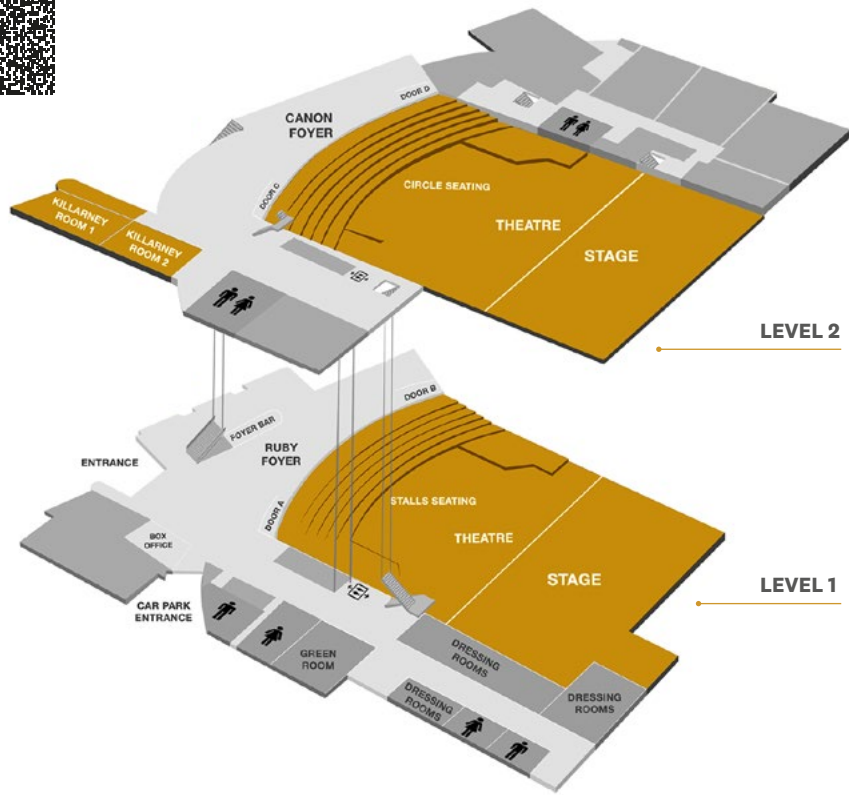 DOOR D
CANON
FOYER
CIRCLE SEATING
DOOR C
KILLARNEY
ROOM 1
KILLARNEY
ROOM 2
THEATRE
STAGE
LEVEL 2
DOOR B
FOYER BAR
RUBY
FOYER
ENTRANCE
STALLS SEATING
DOOR A
BOX
OFFICE
THEATRE
STAGE
LEVEL 1
CAR PARK
ENTRANCE
GREEN
ROOM
DRESSING
ROOMS
DRESSING
ROOMS
DRESSING
ROOMS